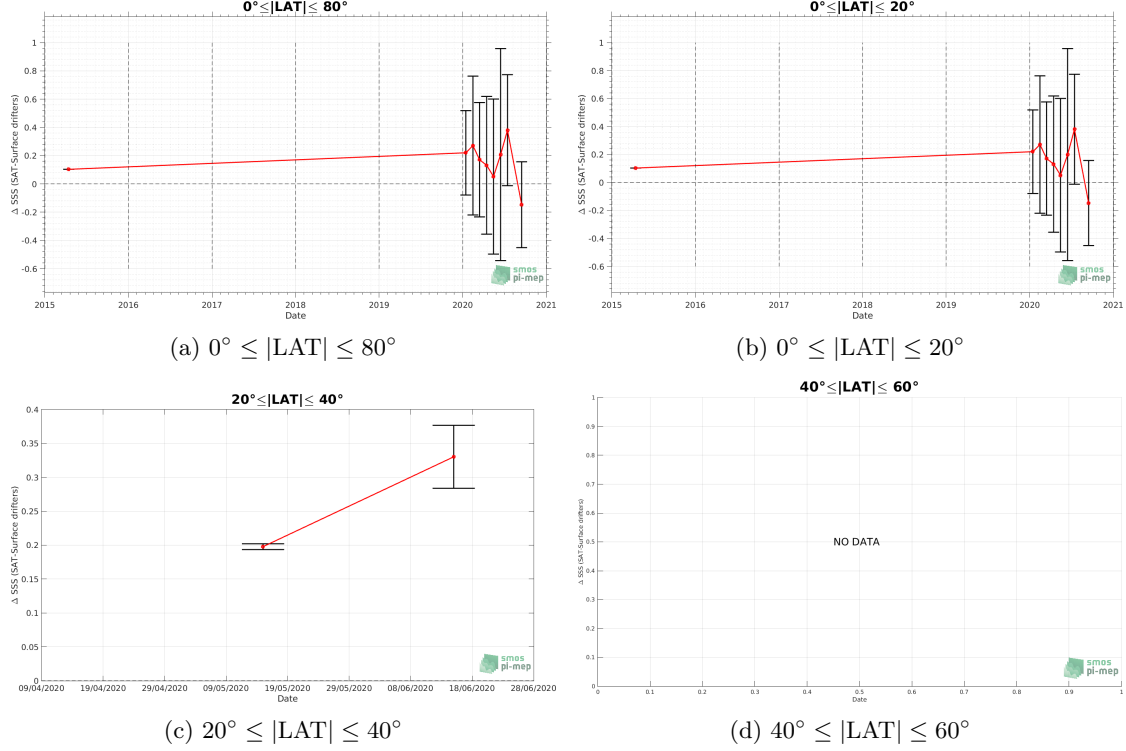 0°≤|LAT|≤ 80°
Δ SSS (SAT-Surface drifters)
1
0.8
0.6
0.4
0.2
0
-0.2
-0.4
-0.6
2015 2016 2017 2018 2019 2020 2021
Date
smos
pi-mep
(a) 0° ≤ |LAT| ≤ 80°
0°≤|LAT|≤ 20°
Δ SSS (SAT-Surface drifters)
1
0.8
0.6
0.4
0.2
0
-0.2
-0.4
-0.6
2015 2016 2017 2018 2019 2020 2021
Date
smos
pi-mep
(b) 0° ≤ |LAT| ≤ 20°
20°≤|LAT|≤ 40°
Δ SSS (SAT-Surface drifters)
0.4
0.35
0.3
0.25
0.2
0.15
0.1
0.05
0
09/04/2020 19/04/2020 29/04/2020 09/05/2020 19/05/2020 29/05/2020 08/06/2020 18/06/2020 28/06/2020
Date
smos
pi-mep
(c) 20° ≤ |LAT| ≤ 40°
40°≤|LAT|≤ 60°
Δ SSS (SAT-Surface drifters)
1
0.9
0.8
0.7
0.6
0.5
0.4
0.3
0.2
0.1
0
NO DATA
0 0.1 0.2 0.3 0.4 0.5 0.6 0.7 0.8 0.9 1
Date
smos
pi-mep
(d) 40° ≤ |LAT| ≤ 60°